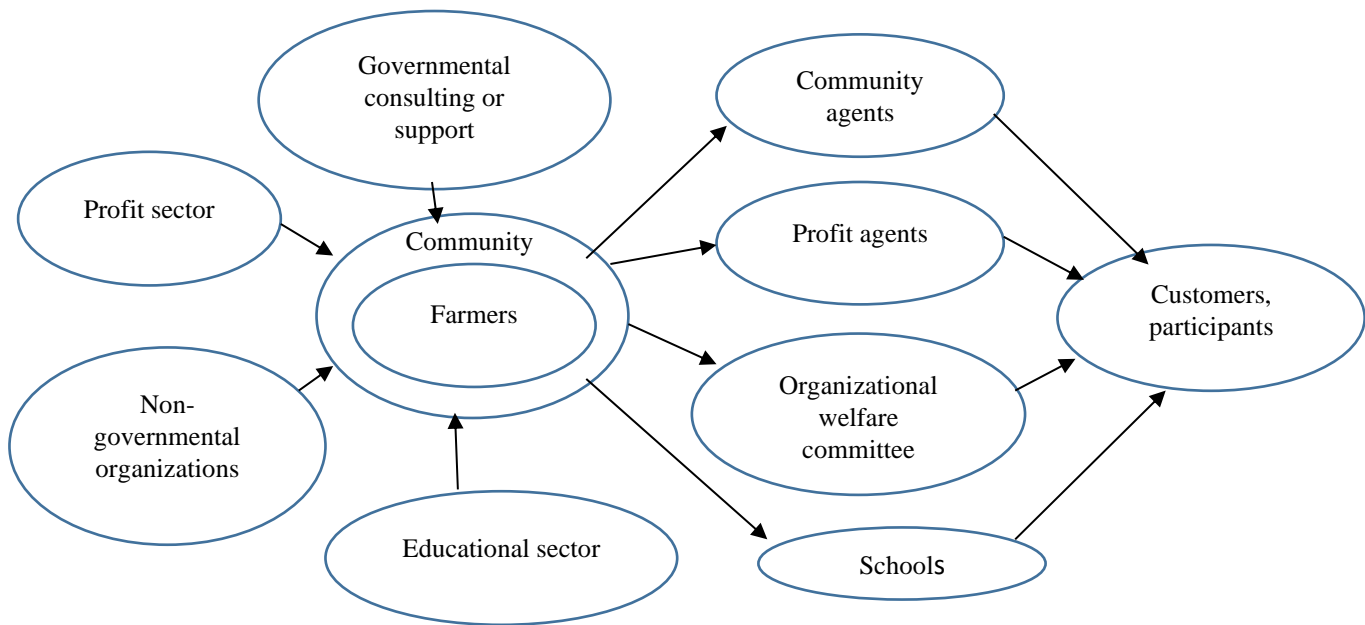 Governmental
consulting or
support
Community
agents
Profit sector
Community
Profit agents
Farmers
Customers,
participants
Non-
governmental
organizations
Organizational
welfare
committee
Educational sector
Schools